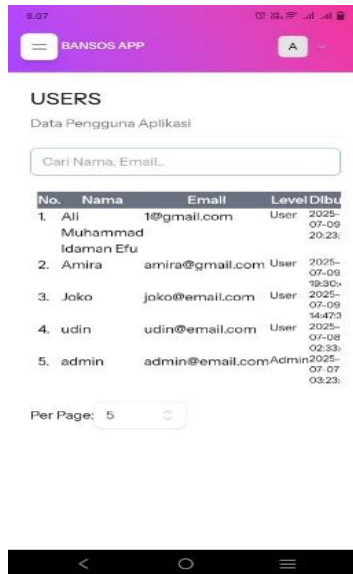 8.07
BANSOS APP
A
USERS
Data Pengguna Aplikasi
Cari Nama, Email..
No. Nama Email Level Dibu
1. Ali Muhammad Idaman Efu 1@gmail.com User 2025-07-09 20:23:
2. Amira amira@gmail.com User 2025-07-09 19:30:
3. Joko joko@email.com User 2025-07-09 14:47:3
4. udin udin@email.com User 2025-07-08 02:33:
5. admin admin@email.com Admin 2025-07-07 03:23:
Per Page: 5